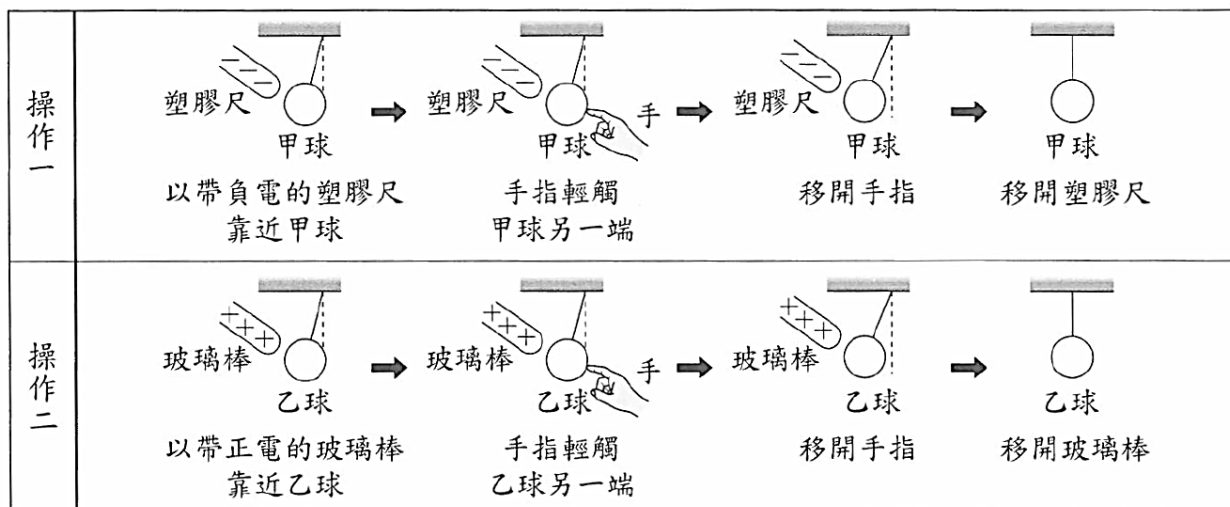 操作一
塑膠尺
甲球
以帶負電的塑膠尺
靠近甲球
塑膠尺
手
甲球
手指輕觸
甲球另一端
塑膠尺
甲球
移開手指
甲球
移開塑膠尺
操作二
玻璃棒
乙球
以帶正電的玻璃棒
靠近乙球
玻璃棒
手
乙球
手指輕觸
乙球另一端
玻璃棒
乙球
移開手指
乙球
移開玻璃棒